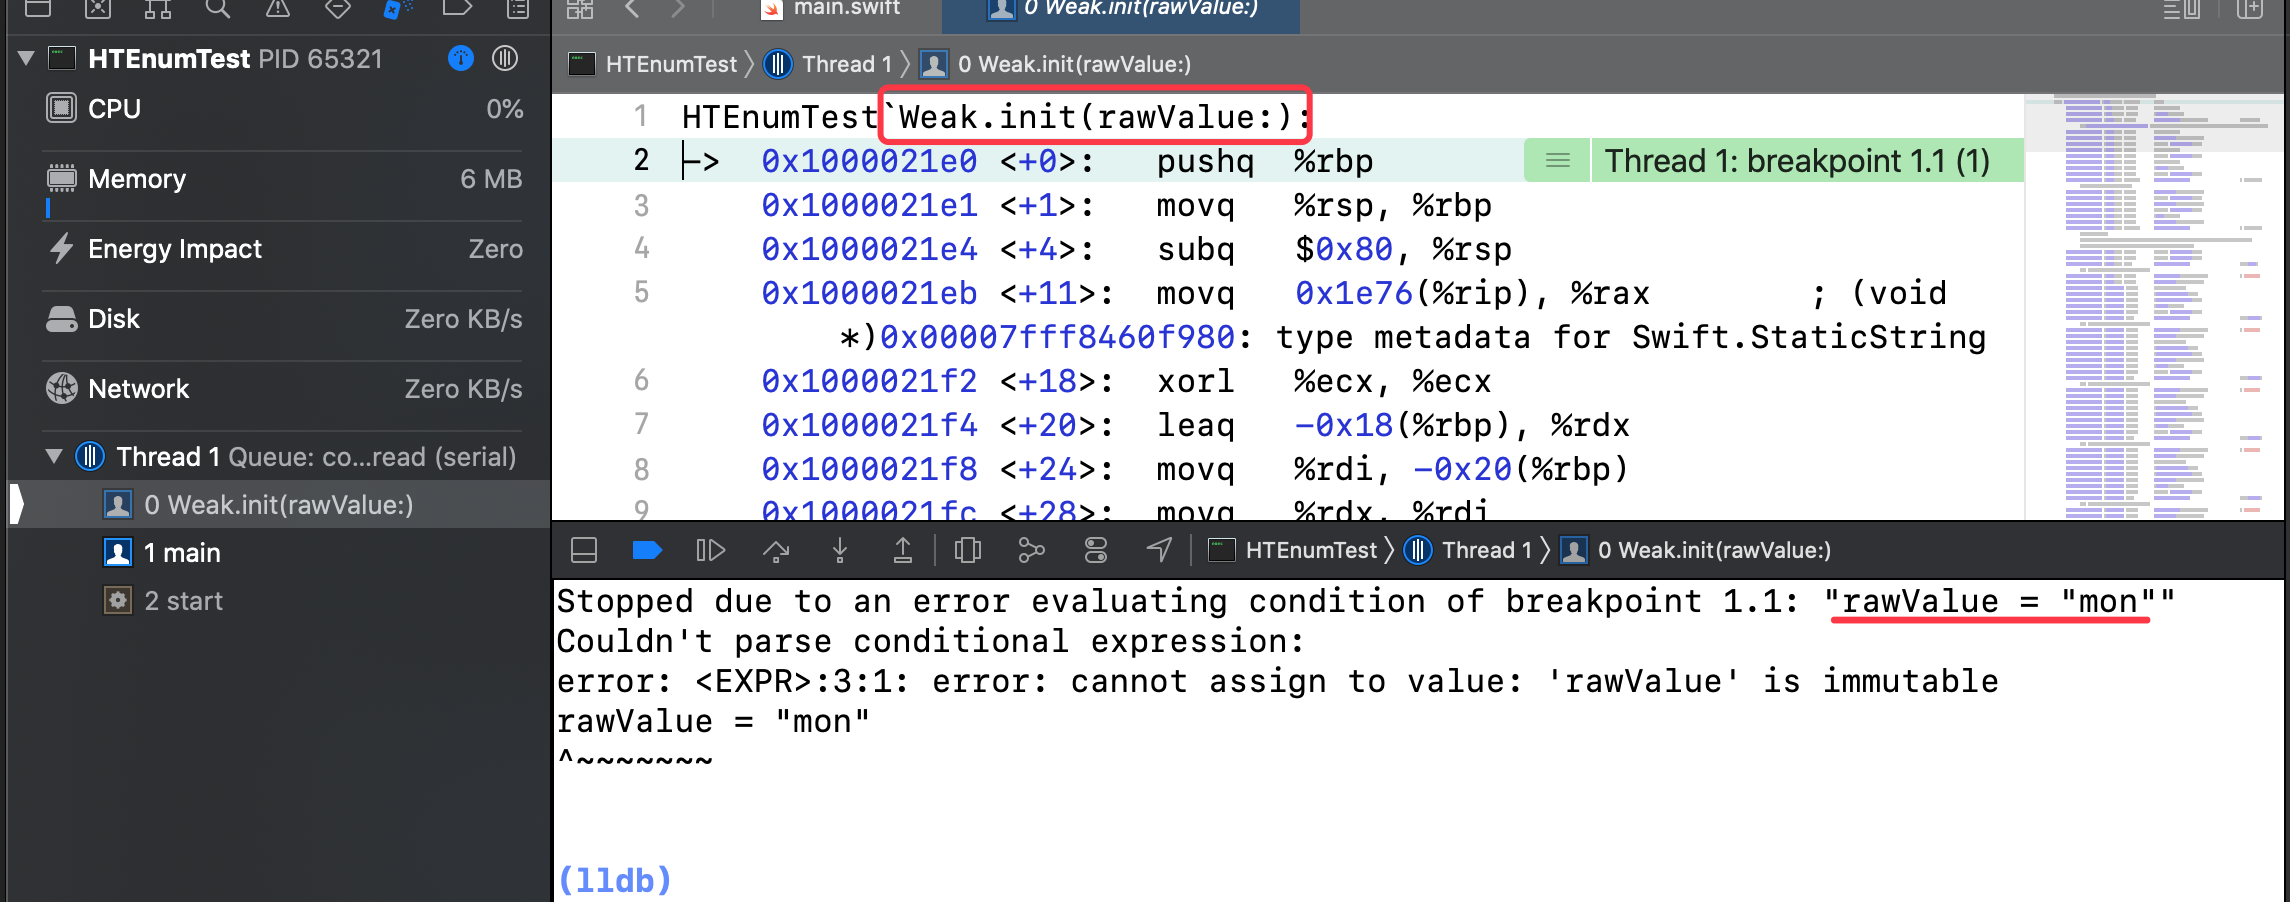 main.swift
0 Weak.init(rawValue:)
HTEnumTest PID 65321
CPU 0%
Memory 6 MB
Energy Impact Zero
Disk Zero KB/s
Network Zero KB/s
Thread 1 Queue: co...read (serial)
0 Weak.init(rawValue:)
1 main
2 start
HTEnumTest Thread 1 0 Weak.init(rawValue:)
1 HTEnumTest`Weak.init(rawValue:):
2 -> 0x1000021e0 <+0>: pushq %rbp Thread 1: breakpoint 1.1 (1)
3 0x1000021e1 <+1>: movq %rsp, %rbp
4 0x1000021e4 <+4>: subq $0x80, %rsp
5 0x1000021eb <+11>: movq 0x1e76(%rip), %rax ; (void
*)0x00007fff8460f980: type metadata for Swift.StaticString
6 0x1000021f2 <+18>: xorl %ecx, %ecx
7 0x1000021f4 <+20>: leaq -0x18(%rbp), %rdx
8 0x1000021f8 <+24>: movq %rdi, -0x20(%rbp)
9 0x1000021fc <+28>: movq %rdx, %rdi
HTEnumTest Thread 1 0 Weak.init(rawValue:)
Stopped due to an error evaluating condition of breakpoint 1.1: "rawValue = "mon""
Couldn't parse conditional expression:
error: <EXPR>:3:1: error: cannot assign to value: 'rawValue' is immutable
rawValue = "mon"
^~~~~~~~
(lldb)